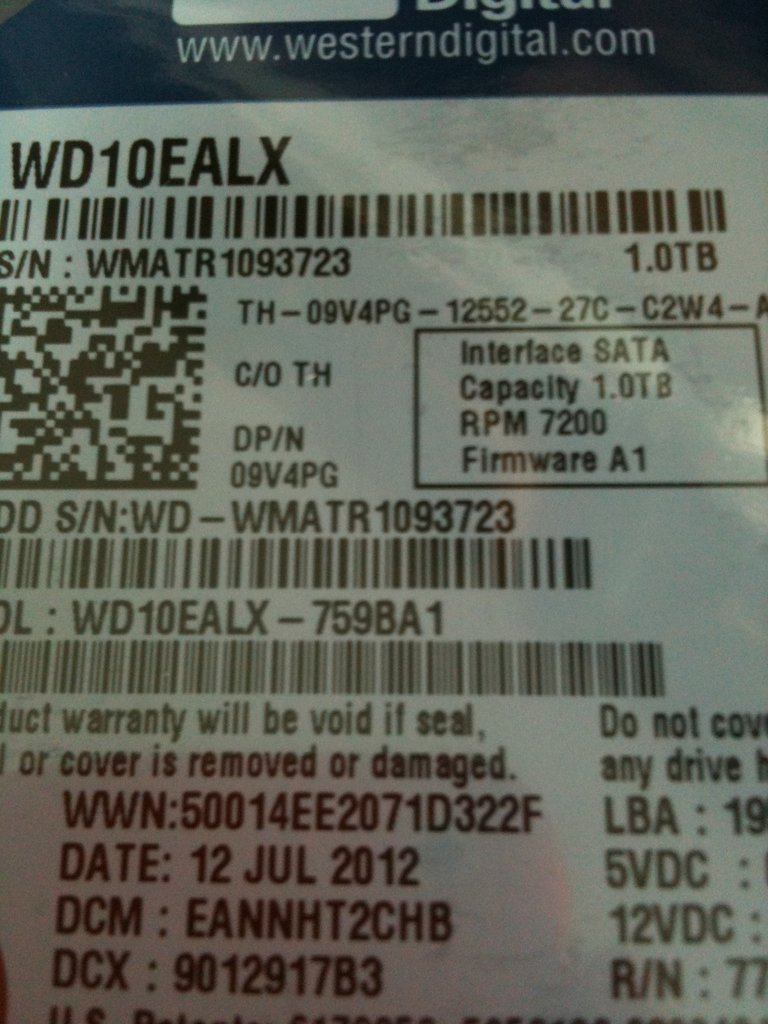 Digital
www.westerndigital.com
WD10EALX
S/N : WMATR1093723 1.0TB
TH-09V4PG-12552-27C-C2W4-A
C/O TH
Interface SATA
Capacity 1.0TB
RPM 7200
Firmware A1
DP/N
09V4PG
DD S/N:WD-WMATR1093723
DL : WD10EALX-759BA1
duct warranty will be void if seal,
l or cover is removed or damaged.
Do not cov
any drive h
WWN:50014EE2071D322F
DATE: 12 JUL 2012
DCM : EANNHT2CHB
DCX : 9012917B3
LBA : 19
5VDC :
12VDC :
R/N : 77
U.S.